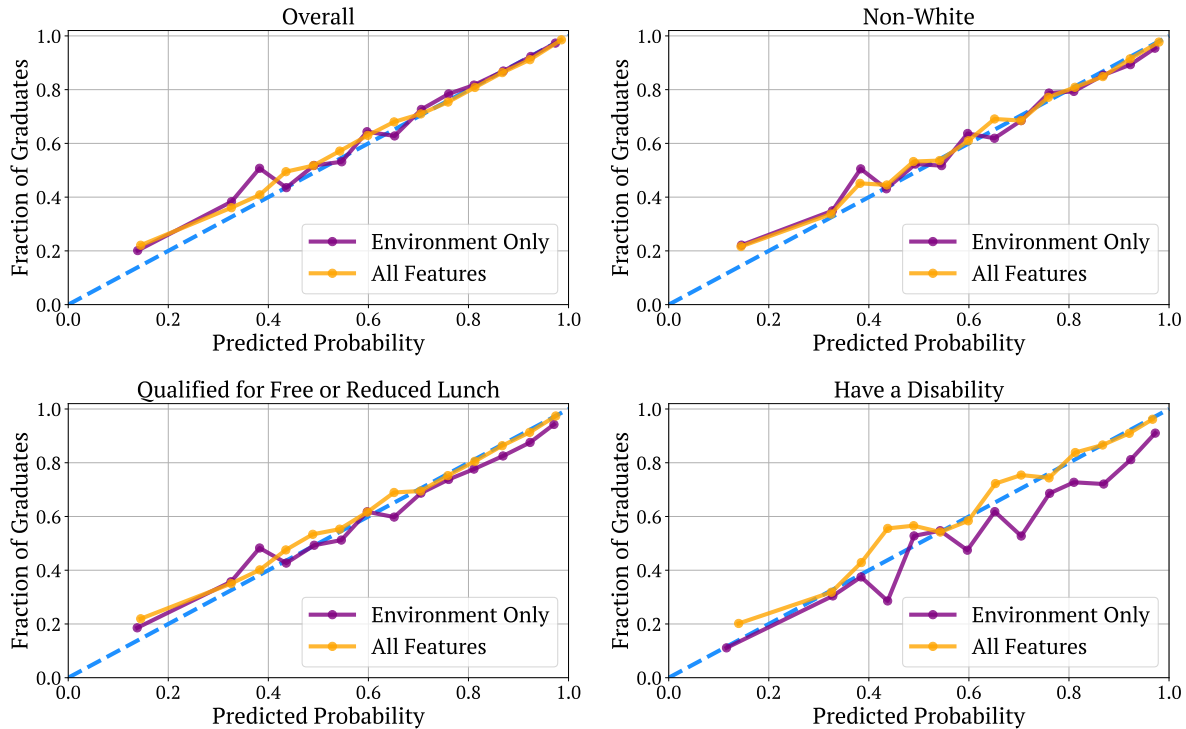 Overall
Fraction of Graduates
1.0
0.8
0.6
0.4
0.2
0.0
Environment Only
All Features
0.0 0.2 0.4 0.6 0.8 1.0
Predicted Probability
Non-White
Fraction of Graduates
1.0
0.8
0.6
0.4
0.2
0.0
Environment Only
All Features
0.0 0.2 0.4 0.6 0.8 1.0
Predicted Probability
Qualified for Free or Reduced Lunch
Fraction of Graduates
1.0
0.8
0.6
0.4
0.2
0.0
Environment Only
All Features
0.0 0.2 0.4 0.6 0.8 1.0
Predicted Probability
Have a Disability
Fraction of Graduates
1.0
0.8
0.6
0.4
0.2
0.0
Environment Only
All Features
0.0 0.2 0.4 0.6 0.8 1.0
Predicted Probability